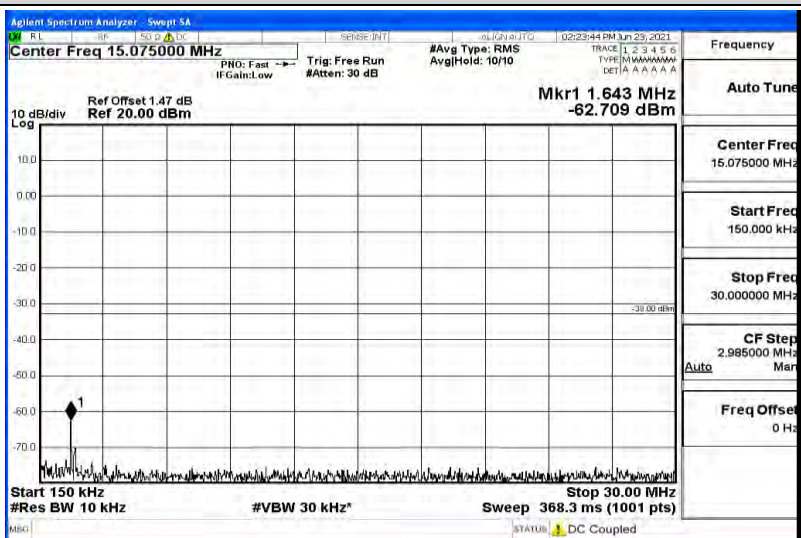 Agilent Spectrum Analyzer - Swept SA
RL RF 50 Ω DC SENSE:INT ALIGN AUTO 02:23:44 PM Jun 23, 2021
Center Freq 15.075000 MHz
PNO: Fast
IFGain:Low
Trig: Free Run
#Atten: 30 dB
#Avg Type: RMS
Avg|Hold: 10/10
TRACE 1 2 3 4 5 6
TYPE M
DET A A A A A A
Mkr1 1.643 MHz
-62.709 dBm
Ref Offset 1.47 dB
10 dB/div Ref 20.00 dBm
Log
10.0
0.00
-10.0
-20.0
-30.0
-40.0
-50.0
-60.0
-70.0
1
Start 150 kHz
Stop 30.00 MHz
#Res BW 10 kHz
#VBW 30 kHz*
Sweep 368.3 ms (1001 pts)
MSG
STATUS DC Coupled
Frequency
Auto Tune
Center Freq
15.075000 MHz
Start Freq
150.000 kHz
Stop Freq
30.000000 MHz
CF Step
2.985000 MHz
Auto Man
Freq Offset
0 Hz